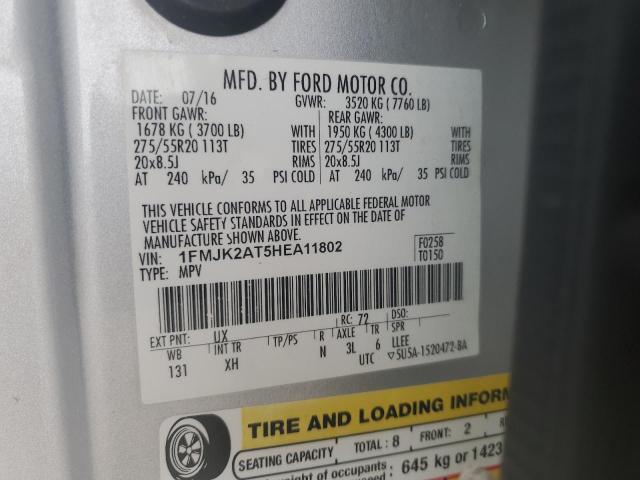 MFD. BY FORD MOTOR CO.
DATE: 07/16 GVWR: 3520 KG ( 7760 LB)
FRONT GAWR: REAR GAWR:
1678 KG ( 3700 LB) WITH 1950 KG ( 4300 LB) WITH
275/55R20 113T TIRES 275/55R20 113T TIRES
20x8.5J RIMS 20x8.5J RIMS
AT 240 kPa/ 35 PSI COLD AT 240 kPa/ 35 PSI COLD
THIS VEHICLE CONFORMS TO ALL APPLICABLE FEDERAL MOTOR
VEHICLE SAFETY STANDARDS IN EFFECT ON THE DATE OF
MANUFACTURE SHOWN ABOVE.
VIN: 1FMJK2AT5HEA11802 F0258
TYPE: MPV T0150
EXT PNT: UX RC: 72 DSO:
WB INT TR TP/PS R AXLE TR SPR
131 XH N 3L 6 LLEE
UTC ▽5U5A-1520472-BA
TIRE AND LOADING INFORM
SEATING CAPACITY TOTAL: 8 FRONT: 2
weight of occupants 645 kg or 1423